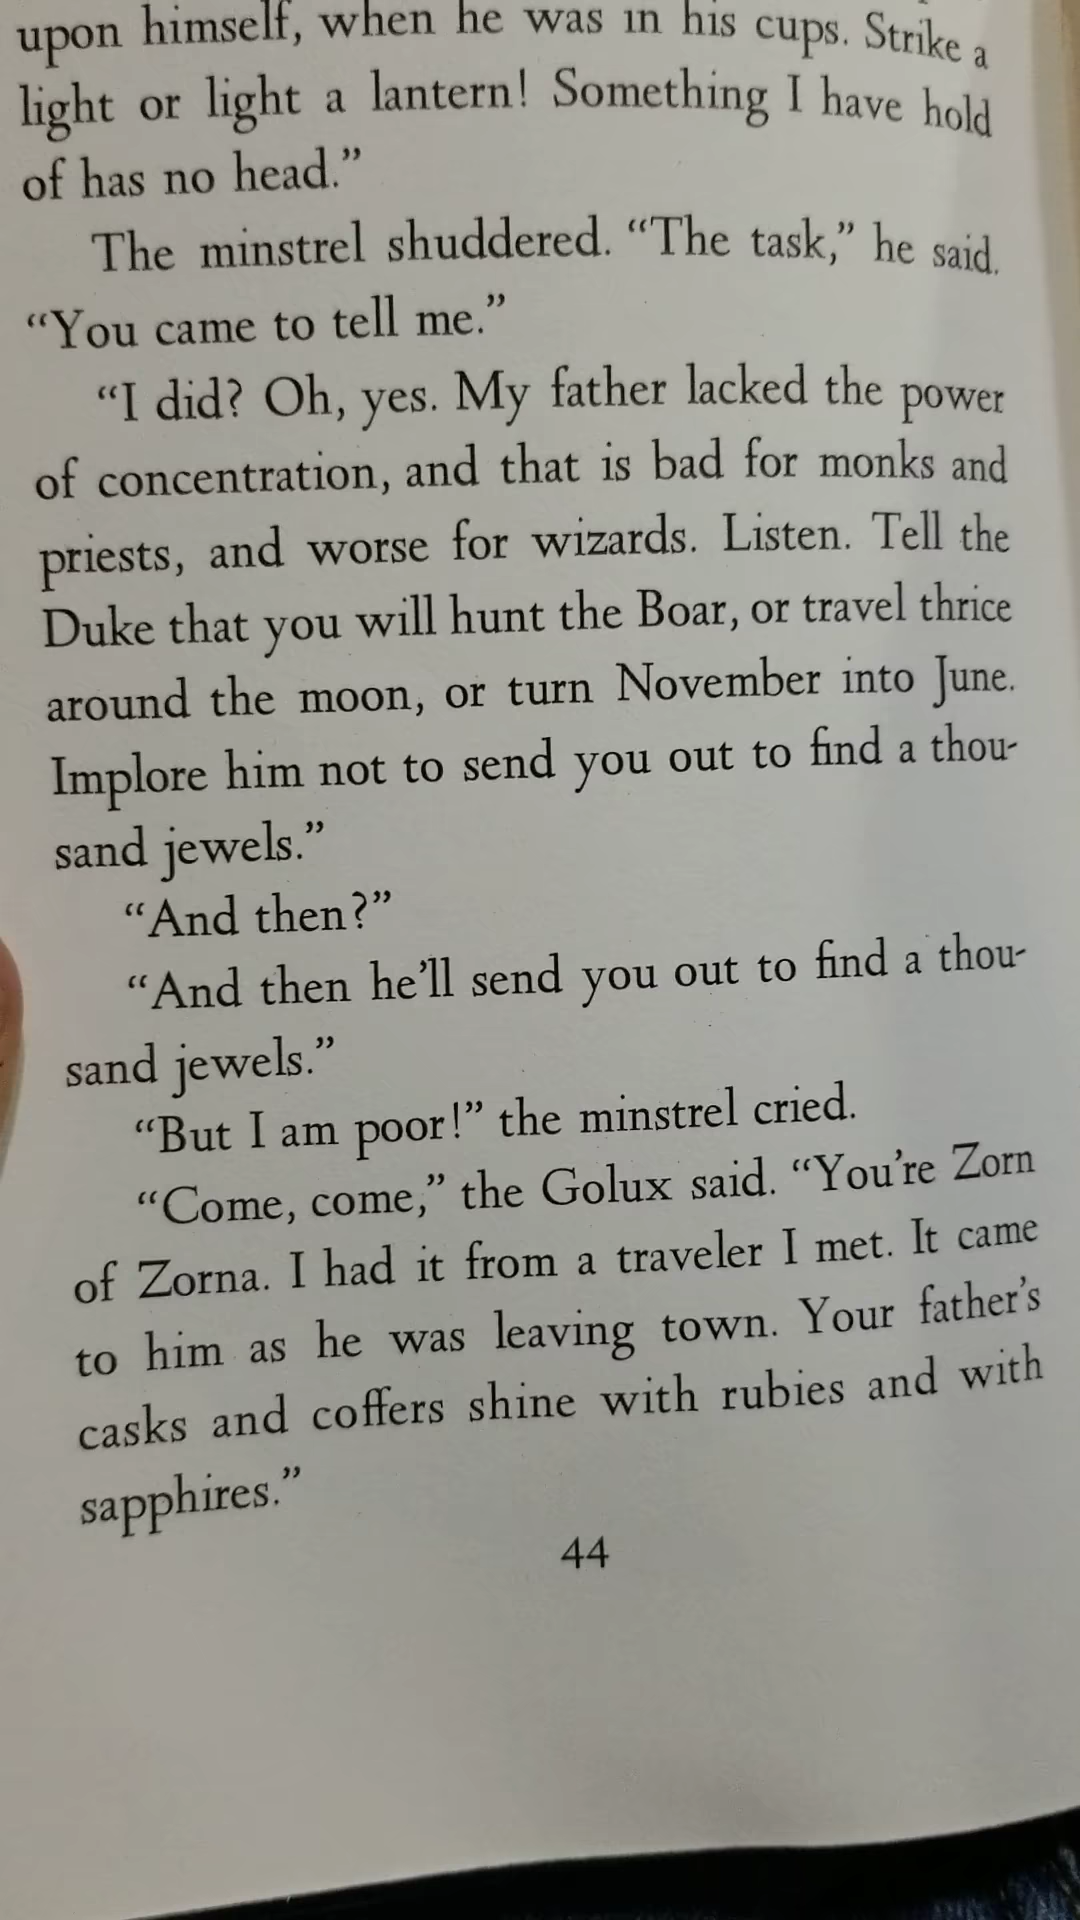 upon himself, when he was in his cups. Strike a
light or light a lantern! Something I have hold
of has no head.”
The minstrel shuddered. “The task,” he said.
“You came to tell me.”
“I did? Oh, yes. My father lacked the power
of concentration, and that is bad for monks and
priests, and worse for wizards. Listen. Tell the
Duke that you will hunt the Boar, or travel thrice
around the moon, or turn November into June.
Implore him not to send you out to find a thou-
sand jewels.”
“And then?”
“And then he’ll send you out to find a thou-
sand jewels.”
“But I am poor!” the minstrel cried.
“Come, come,” the Golux said. “You’re Zorn
of Zorna. I had it from a traveler I met. It came
to him as he was leaving town. Your father’s
casks and coffers shine with rubies and with
sapphires.”
44